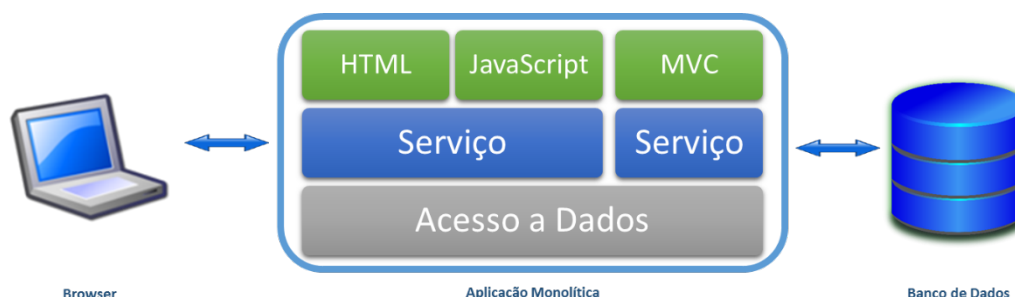 HTML JavaScript MVC
Serviço Serviço
Acesso a Dados
Browser Aplicação Monolítica Banco de Dados